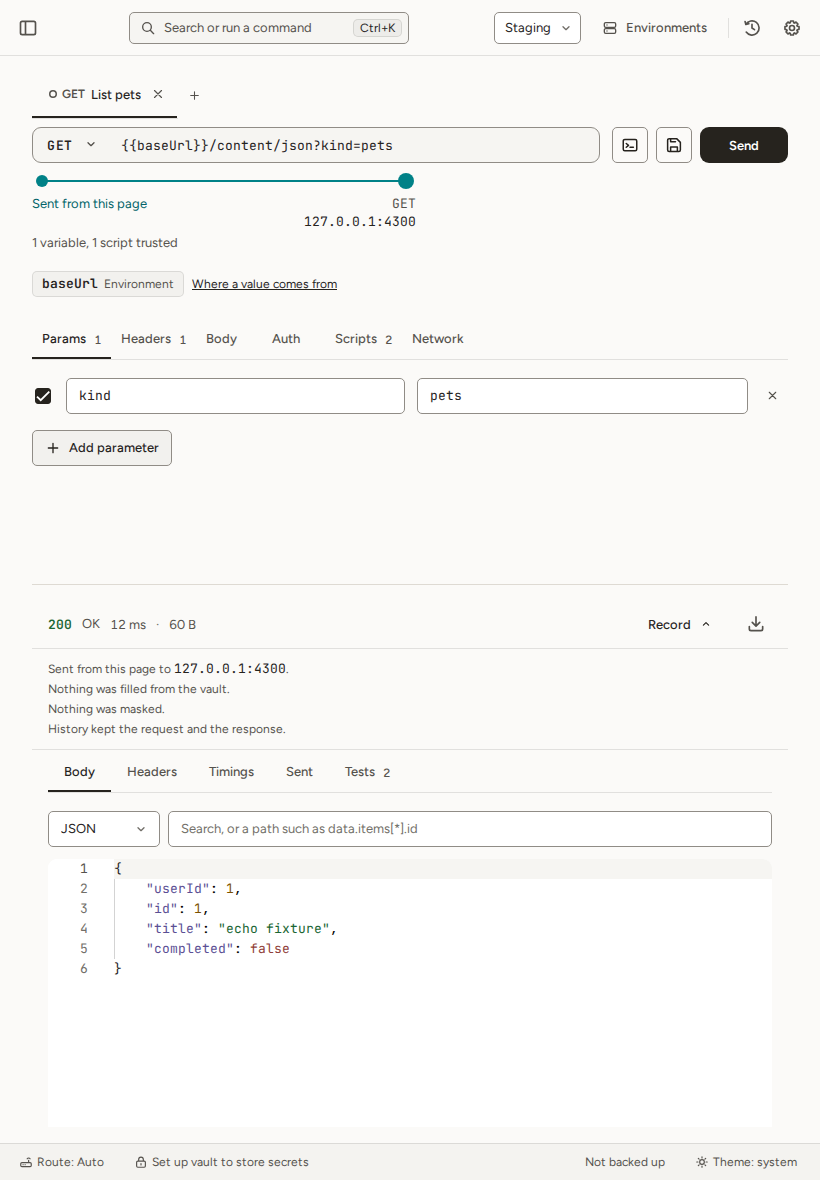 Search or run a command Ctrl+K Staging Environments
GET List pets
GET {{baseUrl}}/content/json?kind=pets Send
Sent from this page GET
127.0.0.1:4300
1 variable, 1 script trusted
baseUrl Environment Where a value comes from
Params 1 Headers 1 Body Auth Scripts 2 Network
kind pets
Add parameter
200 OK 12 ms · 60 B Record
Sent from this page to 127.0.0.1:4300.
Nothing was filled from the vault.
Nothing was masked.
History kept the request and the response.
Body Headers Timings Sent Tests 2
JSON Search, or a path such as data.items[*].id
1 {
2 "userId": 1,
3 "id": 1,
4 "title": "echo fixture",
5 "completed": false
6 }
Route: Auto Set up vault to store secrets Not backed up Theme: system